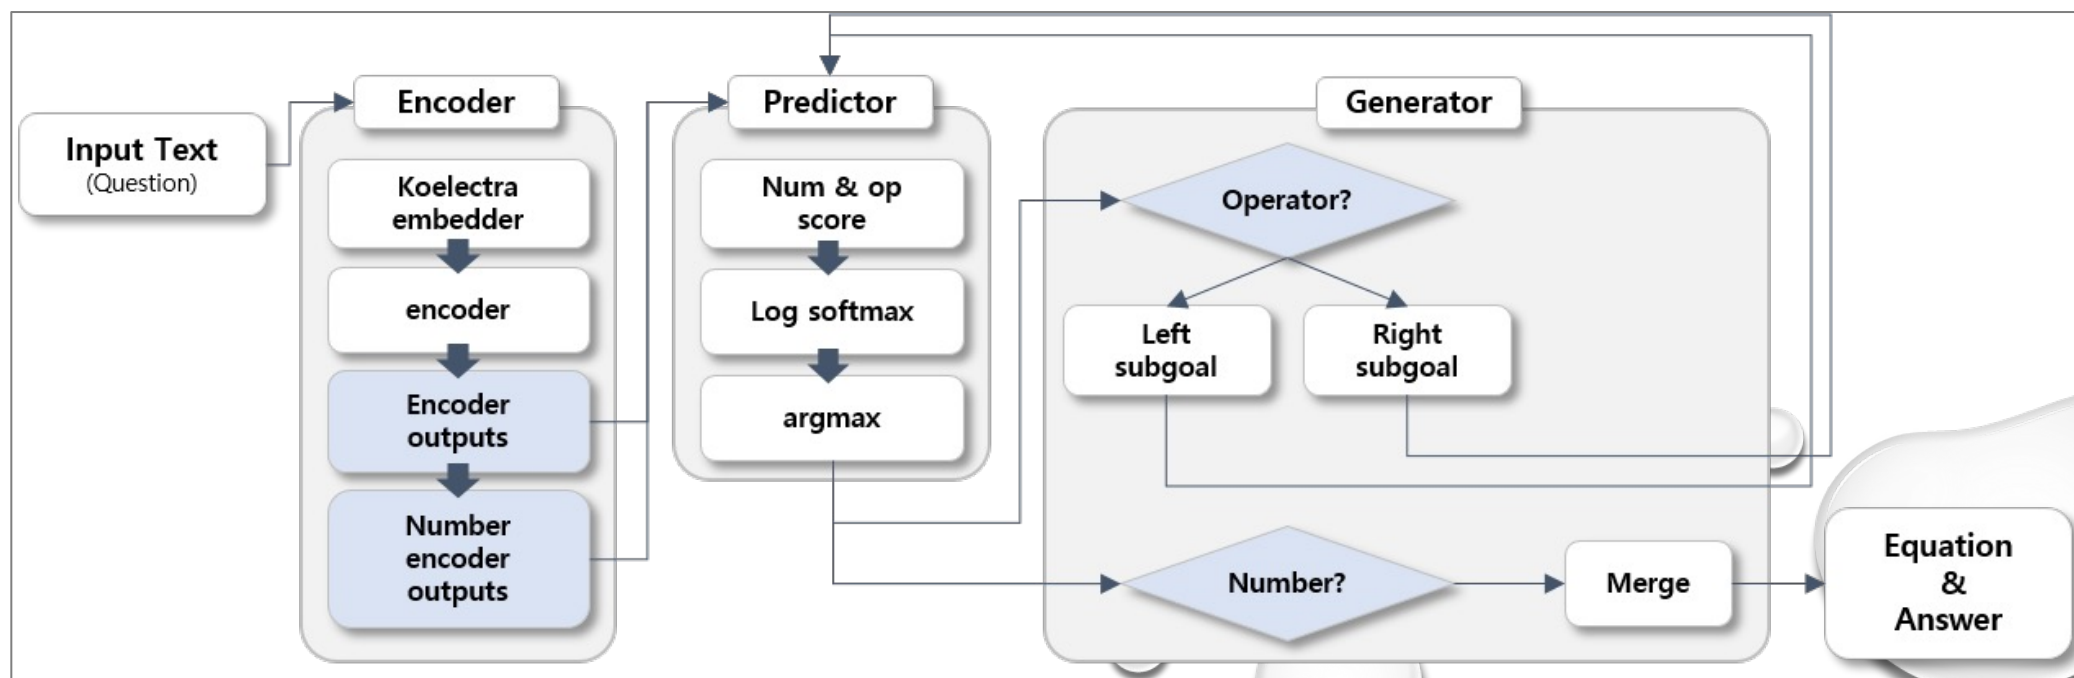 Input Text
(Question)
Encoder
Koelectra
embedder
encoder
Encoder
outputs
Number
encoder
outputs
Predictor
Num & op
score
Log softmax
argmax
Generator
Operator?
Left
subgoal
Right
subgoal
Number?
Merge
Equation
&
Answer